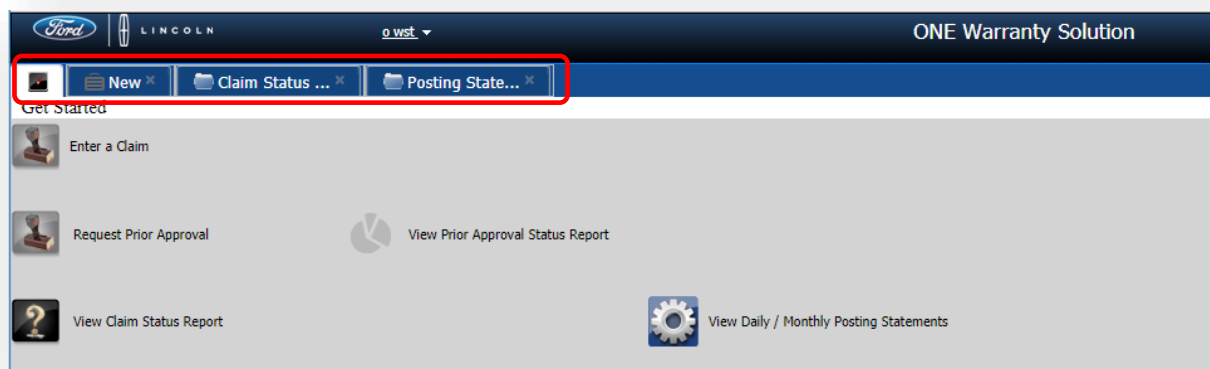 Ford LINCOLN o wst ONE Warranty Solution
New Claim Status ... Posting State...
Get Started
Enter a Claim
Request Prior Approval View Prior Approval Status Report
View Claim Status Report View Daily / Monthly Posting Statements